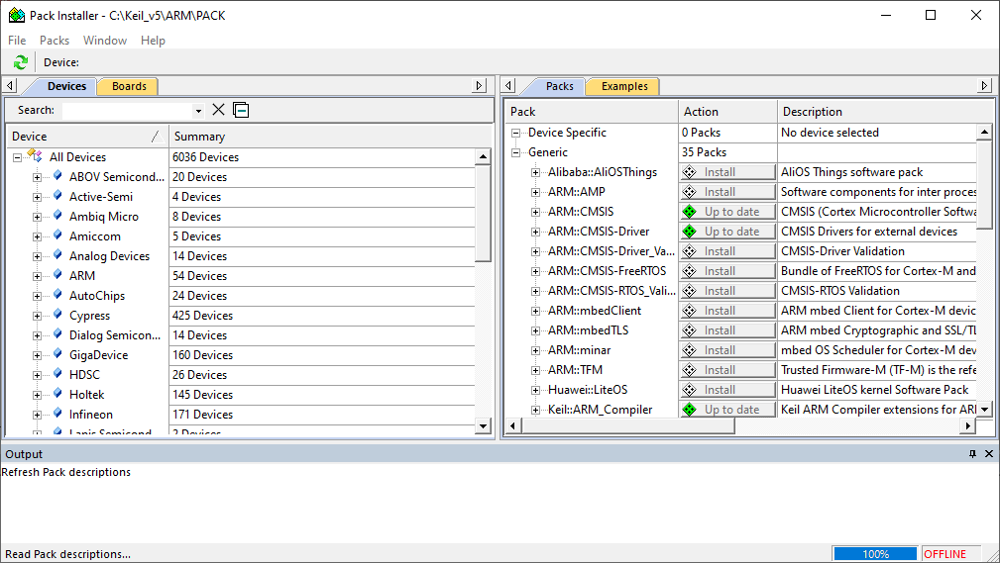 Pack Installer - C:\Keil_v5\ARM\PACK
File Packs Window Help
Device:
Devices Boards
Search:
Device Summary
All Devices 6036 Devices
ABOV Semicond... 20 Devices
Active-Semi 4 Devices
Ambiq Micro 8 Devices
Amiccom 5 Devices
Analog Devices 14 Devices
ARM 54 Devices
AutoChips 24 Devices
Cypress 425 Devices
Dialog Semicon... 14 Devices
GigaDevice 160 Devices
HDSC 26 Devices
Holtek 145 Devices
Infineon 171 Devices
Lapis Semicond 2 Devices
Packs Examples
Pack Action Description
Device Specific 0 Packs No device selected
Generic 35 Packs
Alibaba::AliOSThings Install AliOS Things software pack
ARM::AMP Install Software components for inter proces
ARM::CMSIS Up to date CMSIS (Cortex Microcontroller Softwa
ARM::CMSIS-Driver Up to date CMSIS Drivers for external devices
ARM::CMSIS-Driver_Va... Install CMSIS-Driver Validation
ARM::CMSIS-FreeRTOS Install Bundle of FreeRTOS for Cortex-M and
ARM::CMSIS-RTOS_Vali... Install CMSIS-RTOS Validation
ARM::mbedClient Install ARM mbed Client for Cortex-M devic
ARM::mbedTLS Install ARM mbed Cryptographic and SSL/TL
ARM::minar Install mbed OS Scheduler for Cortex-M dev
ARM::TFM Install Trusted Firmware-M (TF-M) is the refe
Huawei::LiteOS Install Huawei LiteOS kernel Software Pack
Keil::ARM_Compiler Up to date Keil ARM Compiler extensions for ARM
Output
Refresh Pack descriptions
Read Pack descriptions... 100% OFFLINE